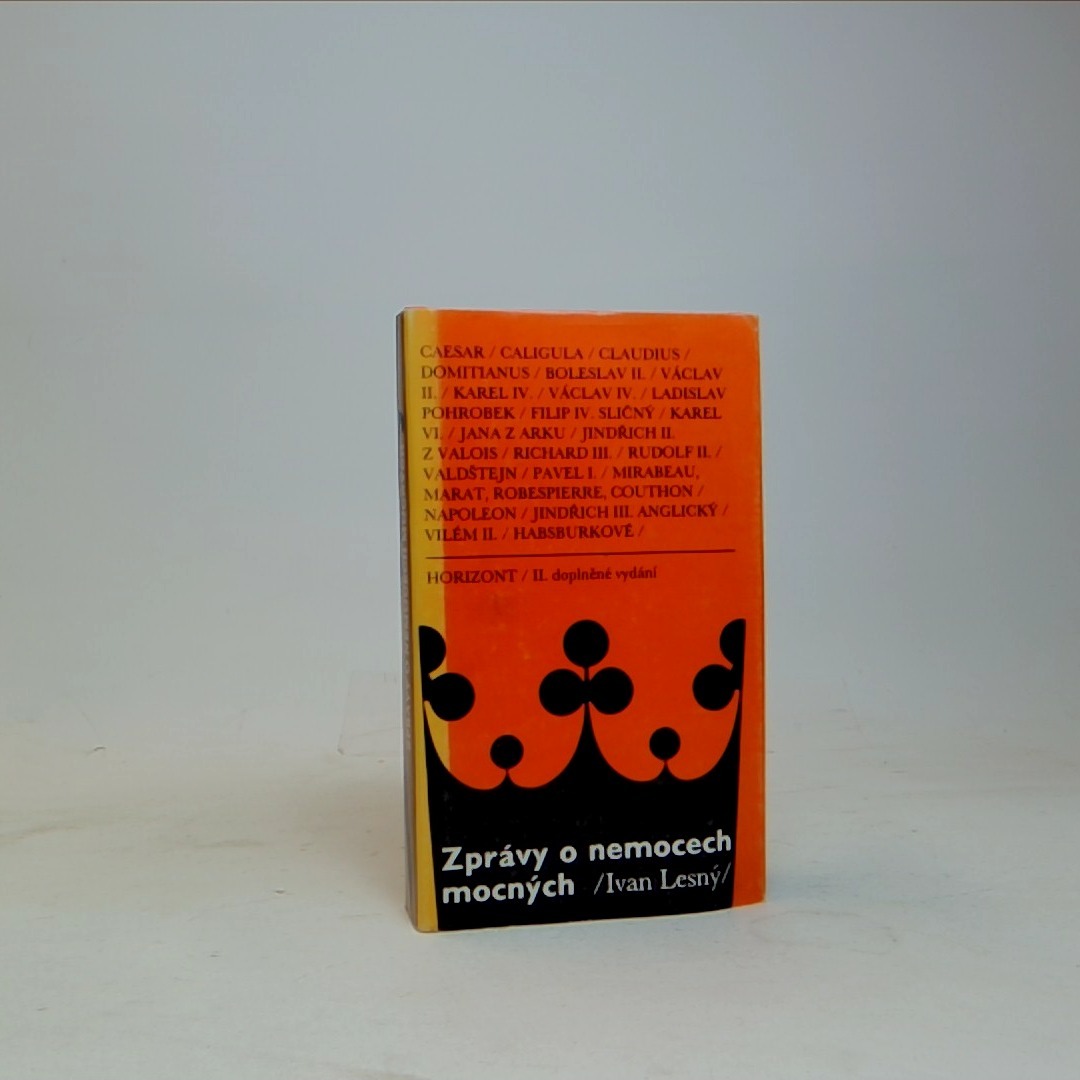 CAESAR / CALIGULA / CLAUDIUS /
DOMITIANUS / BOLESLAV II. / VÁCLAV
II. / KAREL IV. / VÁCLAV IV. / LADISLAV
POHROBEK / FILIP IV. SLIČNÝ / KAREL
VI. / JANA Z ARKU / JINDŘICH II.
Z VALOIS / RICHARD III. / RUDOLF II. /
VALDŠTEJN / PAVEL I. / MIRABEAU,
MARAT, ROBESPIERRE, COUTHON /
NAPOLEON / JINDŘICH III. ANGLICKÝ /
VILÉM II. / HABSBURKOVÉ /
HORIZONT / II. doplněné vydání
Zprávy o nemocech
mocných /Ivan Lesný/